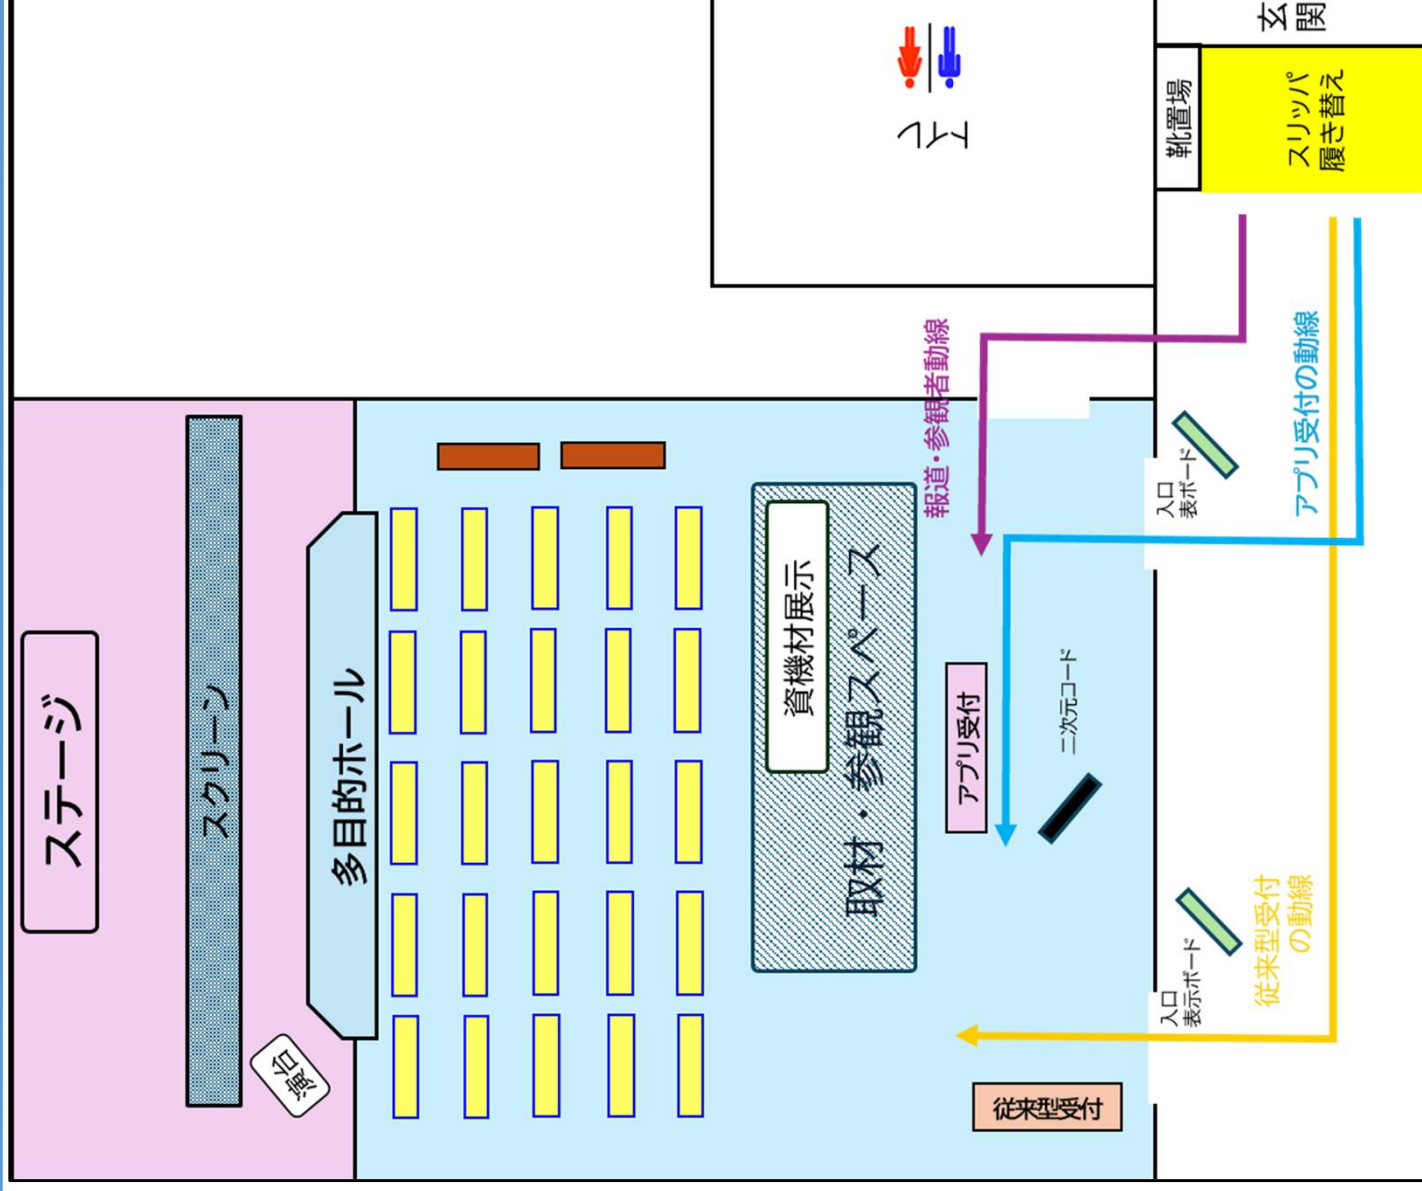 玄
関
靴置場
スリッパ
履き替え
トイレ
報道・参観者動線
アプリ受付の動線
入口
表ボード
ステージ
スクリーン
演台
多目的ホール
資機材展示
取材・参観スペース
アプリ受付
二次元コード
入口
表示ボード
従来型受付
の動線
従来型受付